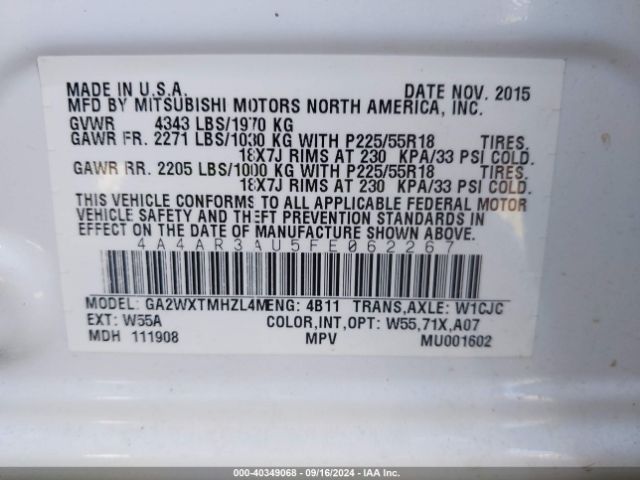 MADE IN U.S.A. DATE NOV. 2015
MFD BY MITSUBISHI MOTORS NORTH AMERICA, INC.
GVWR 4343 LBS/1970 KG
GAWR FR. 2271 LBS/1030 KG WITH P225/55R18 TIRES.
18X7J RIMS AT 230 KPA/33 PSI COLD.
GAWR RR. 2205 LBS/1000 KG WITH P225/55R18 TIRES.
18X7J RIMS AT 230 KPA/33 PSI COLD.
THIS VEHICLE CONFORMS TO ALL APPLICABLE FEDERAL MOTOR
VEHICLE SAFETY AND THEFT PREVENTION STANDARDS IN
EFFECT ON THE DATE OF MANUFACTURE SHOWN ABOVE.
4A4AR3AU5FE062267
MODEL: GA2WXTMHZL4M ENG: 4B11 TRANS,AXLE: W1CJC
EXT: W55A COLOR,INT,OPT: W55,71X,A07
MDH 111908 MPV MU001602
000-40349068 - 09/16/2024 - IAA Inc.